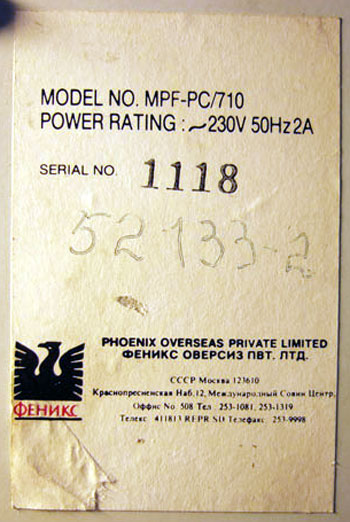 MODEL NO. MPF-PC/710
POWER RATING : ~230V 50Hz 2A
SERIAL NO. 1118
52133-2
PHOENIX OVERSEAS PRIVATE LIMITED
ФЕНИКС ОВЕРСИЗ ПВТ. ЛТД.
ФЕНИКС
СССР Москва 123610
Краснопресненская Наб.12, Международный Совин Центр,
Оффис No 508 Тел 253-1081, 253-1319
Телекс 411813 REPR SD Телефакс. 253-9998